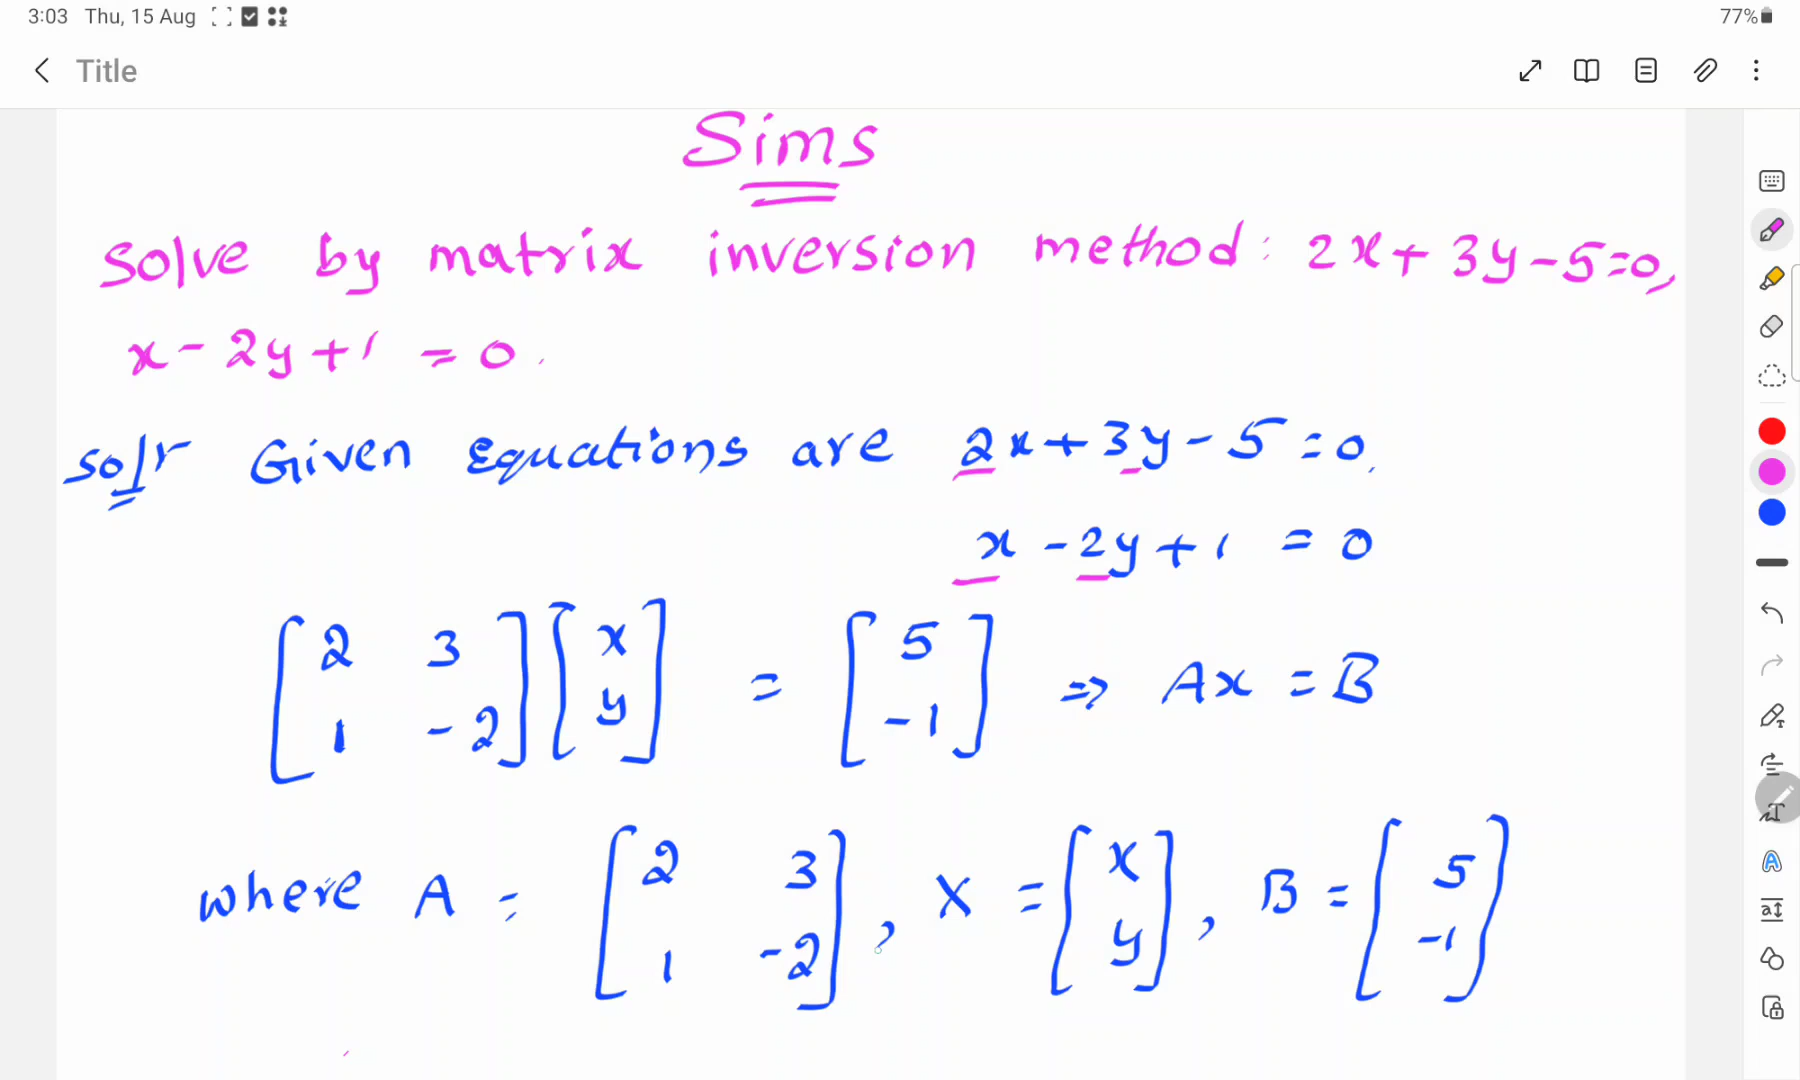 3:03 Thu, 15 Aug 77%
Title
Sims
Solve by matrix inversion method: 2x+3y-5=0,
x-2y+1=0.
Given Equations are 2x+3y-5=0,
x-2y+1=0
[2 3 [x = [5 ⇒ Ax=B
1 -2] y] -1]
where A = [2 3 , X = [x , B = [5
1 -2] y] -1]